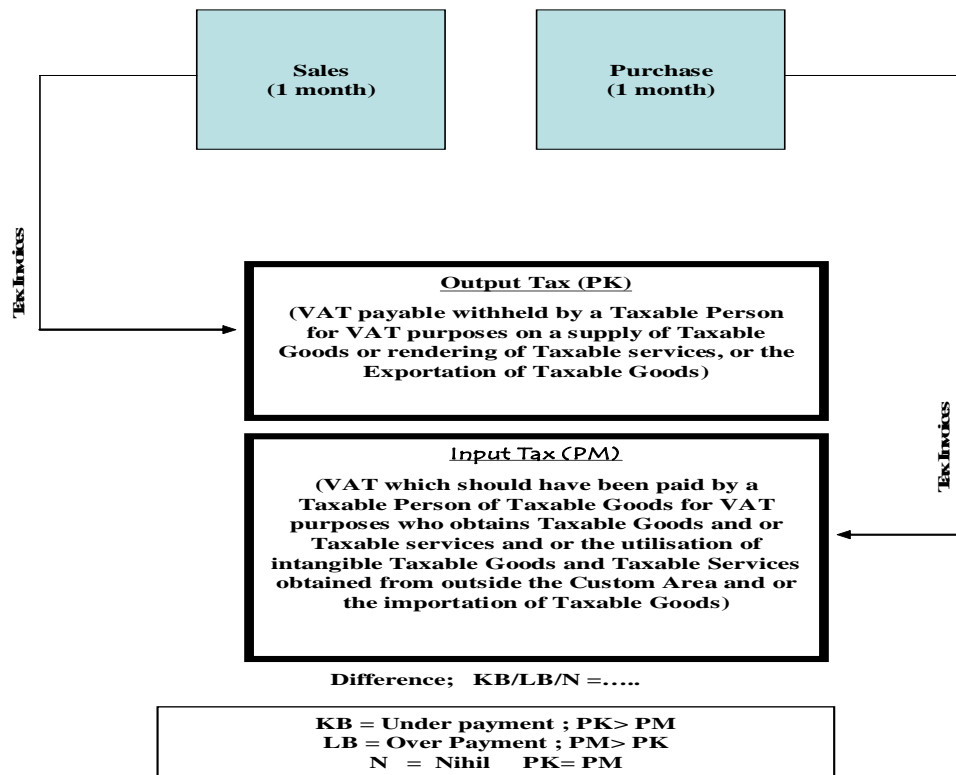 Sales
(1 month)
Purchase
(1 month)
Tax Invoices
Output Tax (PK)
(VAT payable withheld by a Taxable Person
for VAT purposes on a supply of Taxable
Goods or rendering of Taxable services, or the
Exportation of Taxable Goods)
Input Tax (PM)
(VAT which should have been paid by a
Taxable Person of Taxable Goods for VAT
purposes who obtains Taxable Goods and or
Taxable services and or the utilisation of
intangible Taxable Goods and Taxable Services
obtained from outside the Custom Area and or
the importation of Taxable Goods)
Tax Invoices
Difference; KB/LB/N =…..
KB = Under payment ; PK> PM
LB = Over Payment ; PM> PK
N = Nihil PK= PM